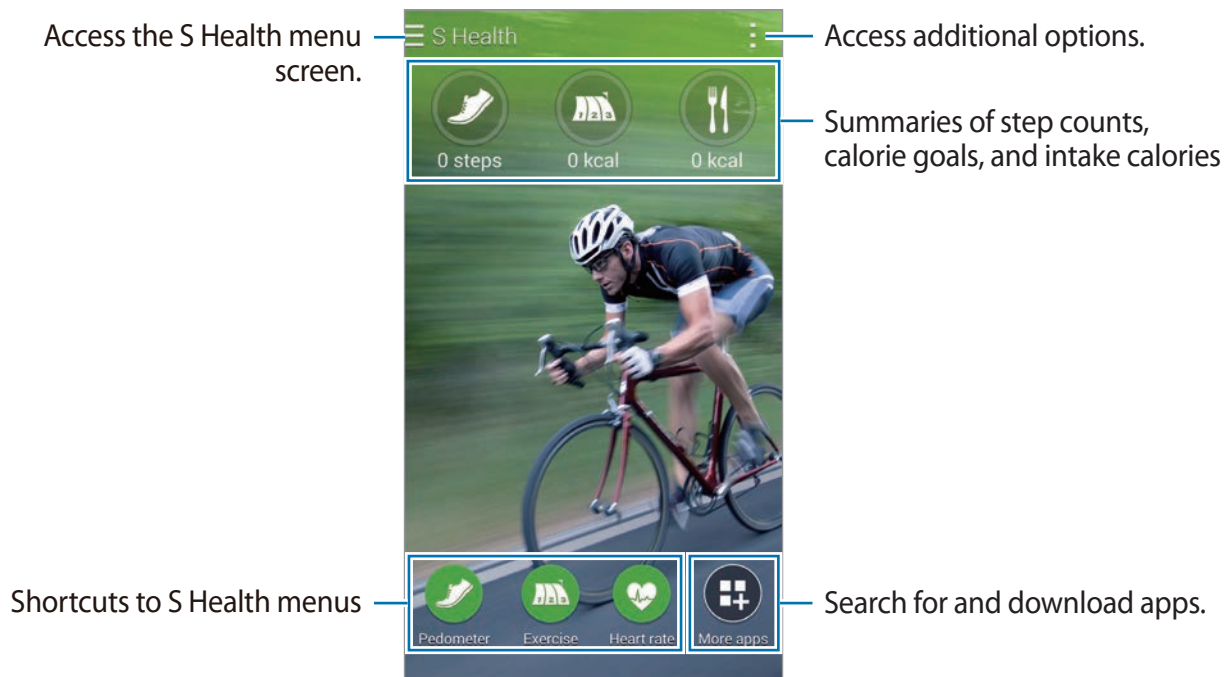 Access the S Health menu
screen.
S Health
Access additional options.
Summaries of step counts,
calorie goals, and intake calories
0 steps
0 kcal
0 kcal
Shortcuts to S Health menus
Pedometer
Exercise
Heart rate
More apps
Search for and download apps.